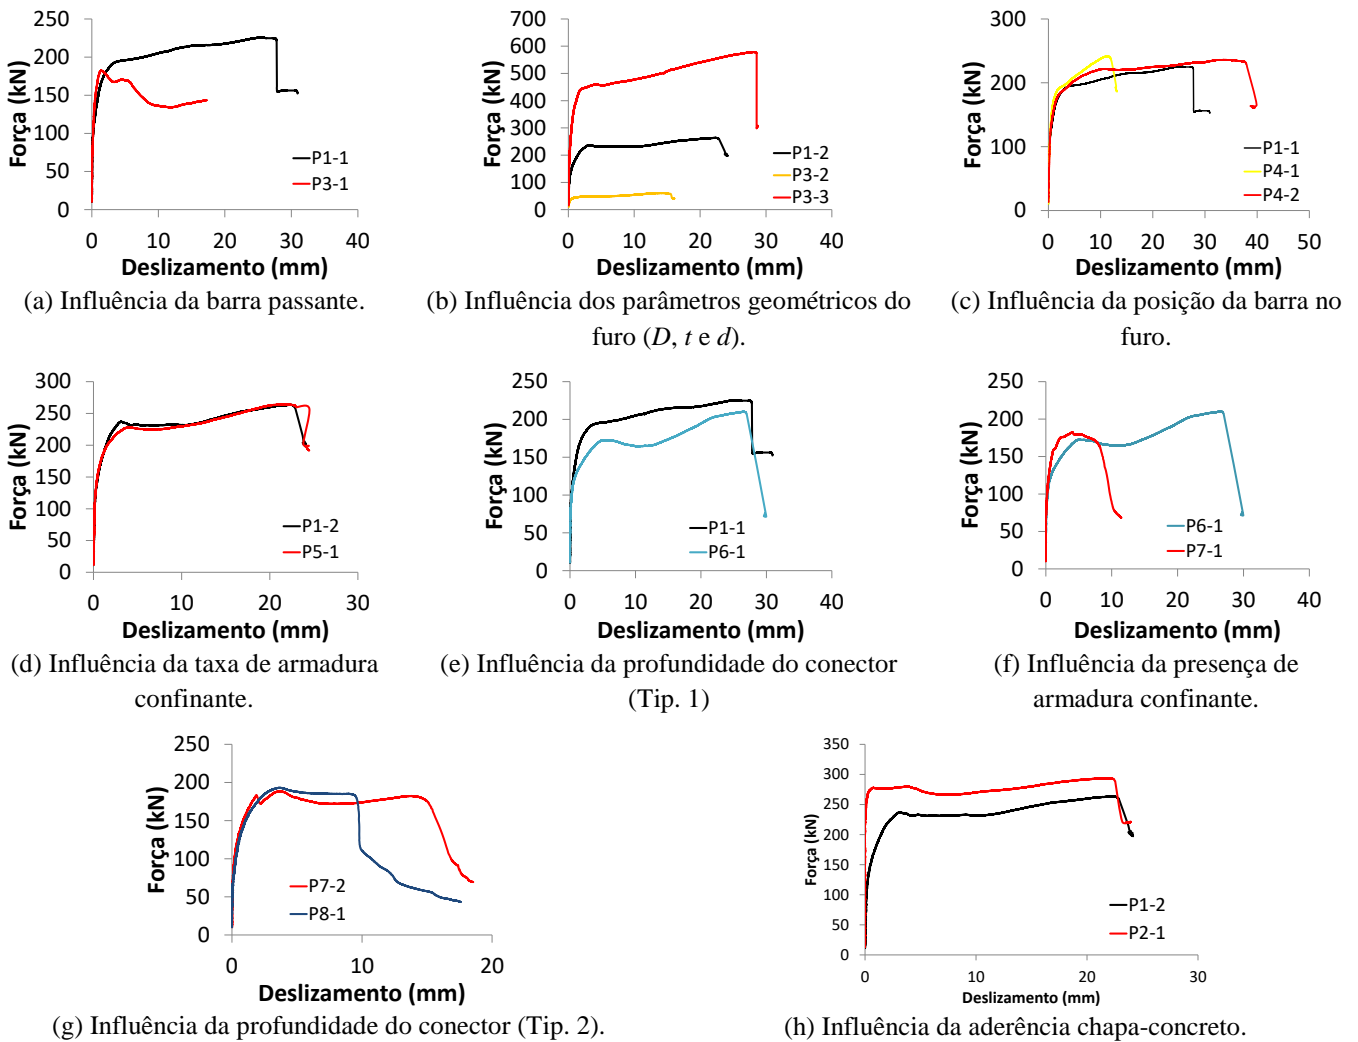 250
200
150
100
50
0
Força (kN)
P1-1
P3-1
0 10 20 30 40
Deslizamento (mm)
(a) Influência da barra passante.
700
600
500
400
300
200
100
0
Força (kN)
P1-2
P3-2
P3-3
0 10 20 30 40
Deslizamento (mm)
(b) Influência dos parâmetros geométricos do
furo (D, t e d).
300
200
100
0
Força (kN)
P1-1
P4-1
P4-2
0 10 20 30 40 50
Deslizamento (mm)
(c) Influência da posição da barra no
furo.
300
250
200
150
100
50
0
Força (kN)
P1-2
P5-1
0 10 20 30
Deslizamento (mm)
(d) Influência da taxa de armadura
confinante.
250
200
150
100
50
0
Força (kN)
P1-1
P6-1
0 10 20 30 40
Deslizamento (mm)
(e) Influência da profundidade do conector
(Tip. 1)
250
200
150
100
50
0
Força (kN)
P6-1
P7-1
0 10 20 30 40
Deslizamento (mm)
(f) Influência da presença de
armadura confinante.
250
200
150
100
50
0
Força (kN)
P7-2
P8-1
0 10 20
Deslizamento (mm)
(g) Influência da profundidade do conector (Tip. 2).
350
300
250
200
150
100
50
0
Força (kN)
P1-2
P2-1
0 10 20 30
Deslizamento (mm)
(h) Influência da aderência chapa-concreto.